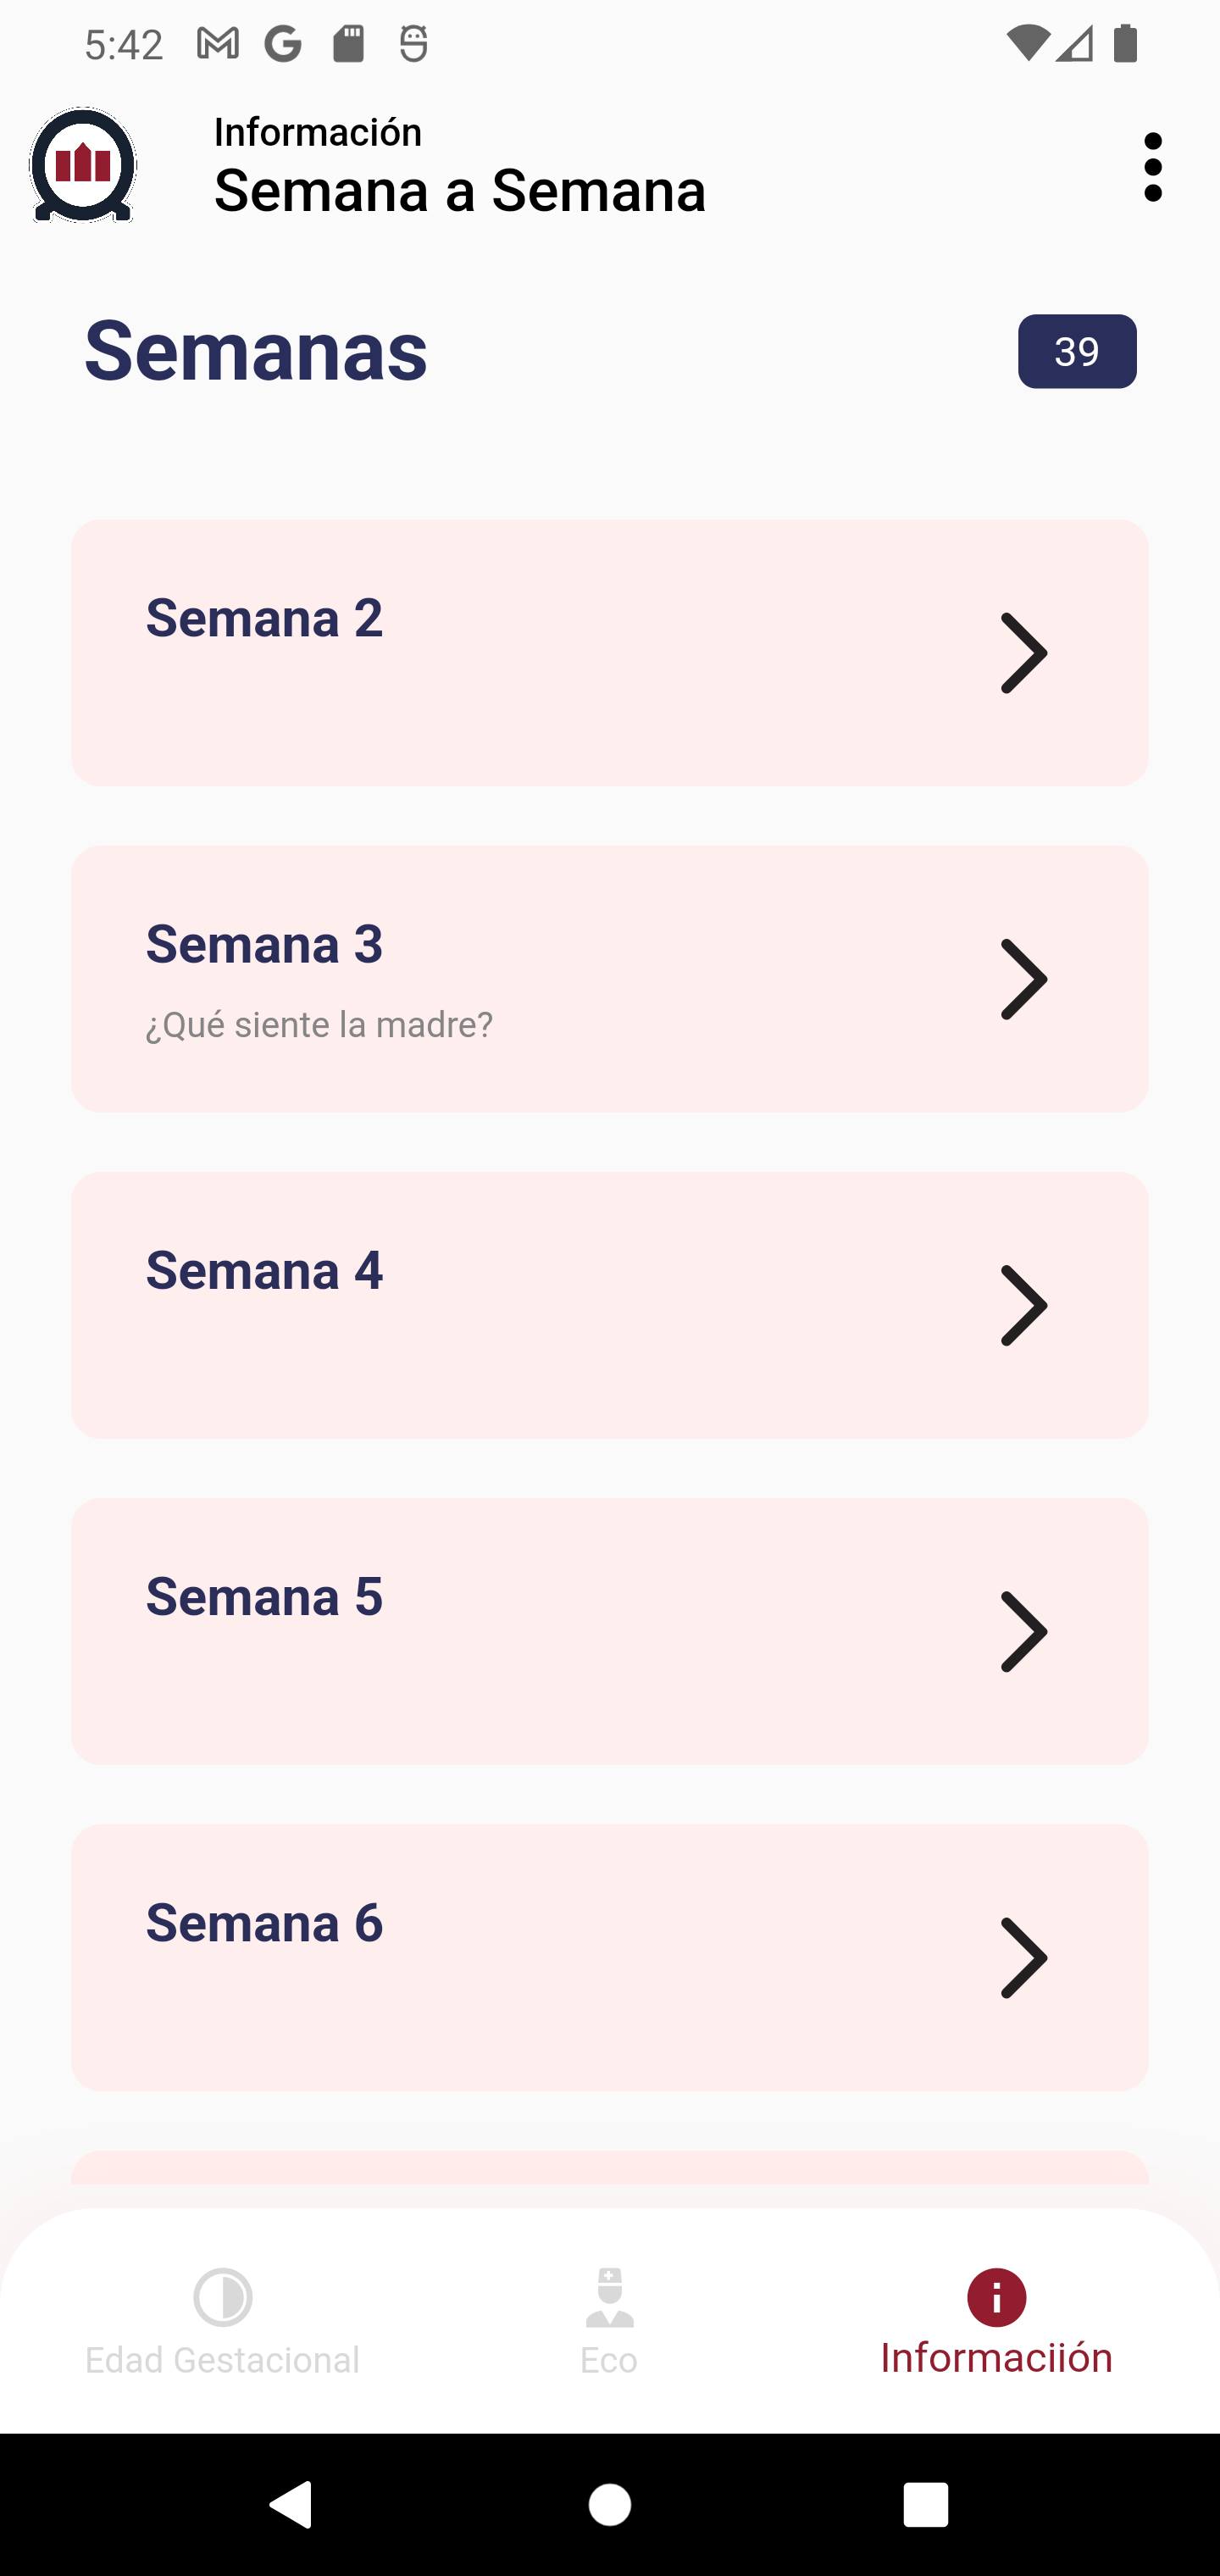 5:42
Información
Semana a Semana
Semanas
39
Semana 2
Semana 3
¿Qué siente la madre?
Semana 4
Semana 5
Semana 6
Edad Gestacional
Eco
Informaciión